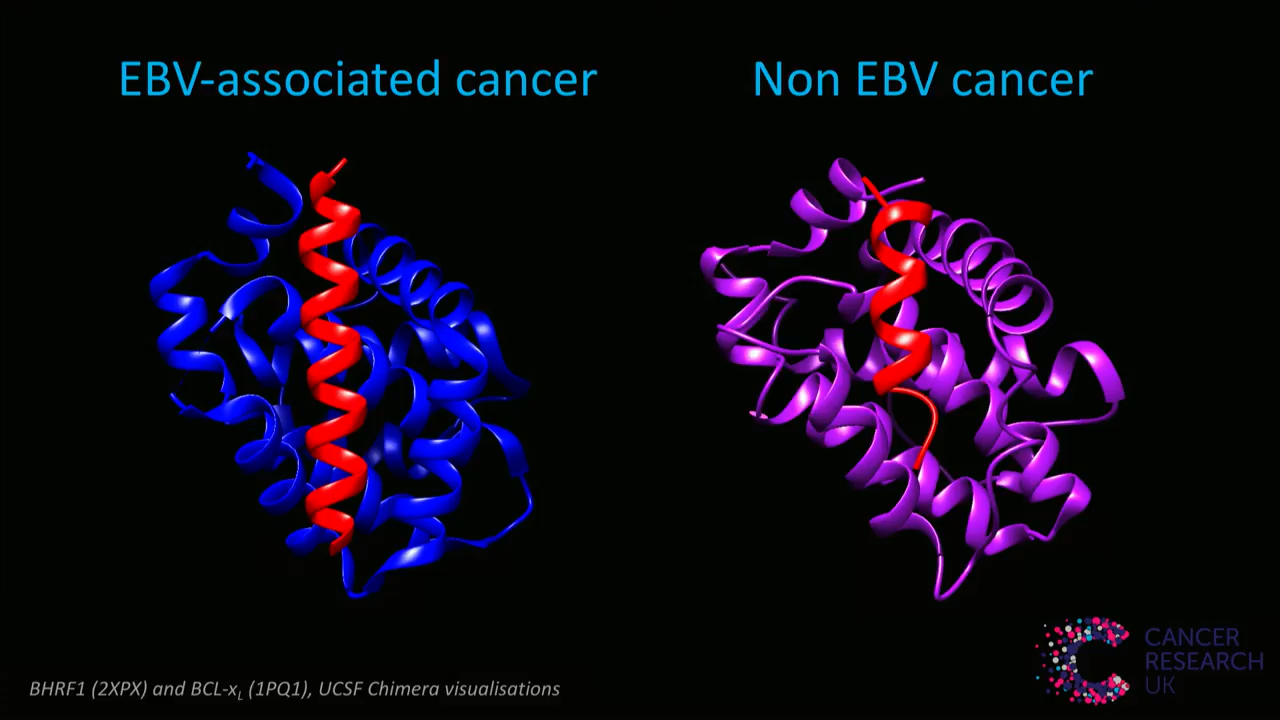 EBV-associated cancer
Non EBV cancer
BHRF1 (2XPX) and BCL-xL (1PQ1), UCSF Chimera visualisations
CANCER
RESEARCH
UK